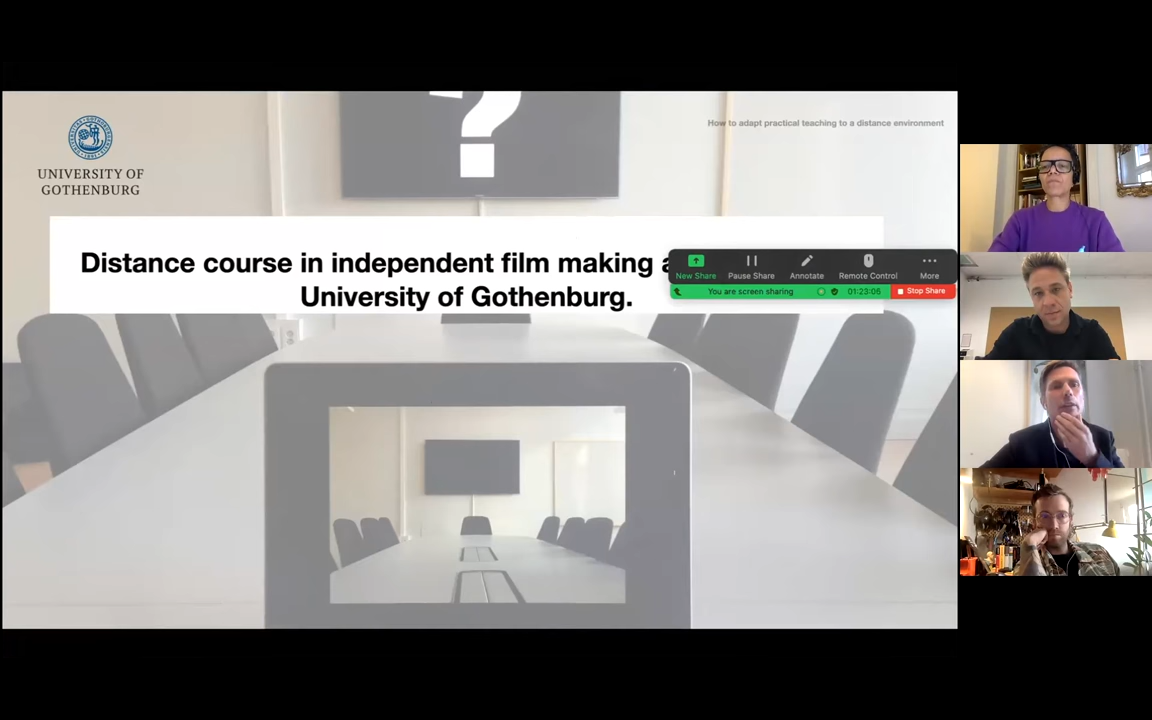 ?
How to adapt practical teaching to a distance environment
UNIVERSITY OF
GOTHENBURG
Distance course in independent film making
University of Gothenburg.
New Share
Pause Share
Annotate
Remote Control
More
You are screen sharing
01:23:06
Stop Share